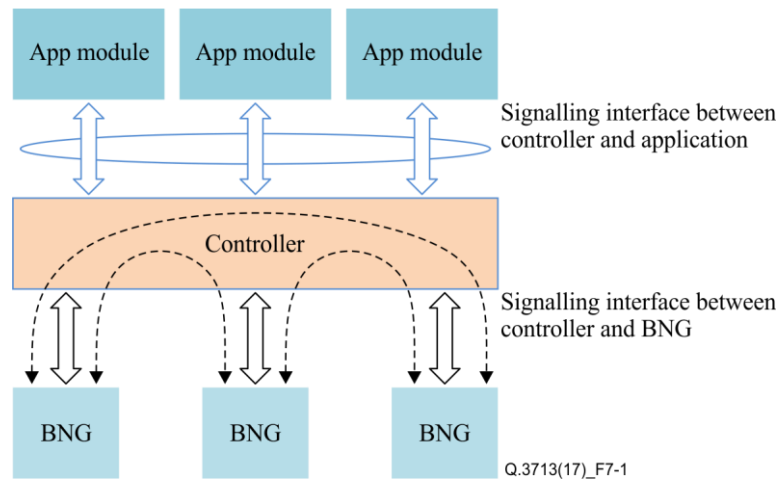 App module
App module
App module
Signalling interface between
controller and application
Controller
Signalling interface between
controller and BNG
BNG
BNG
BNG
Q.3713(17)_F7-1